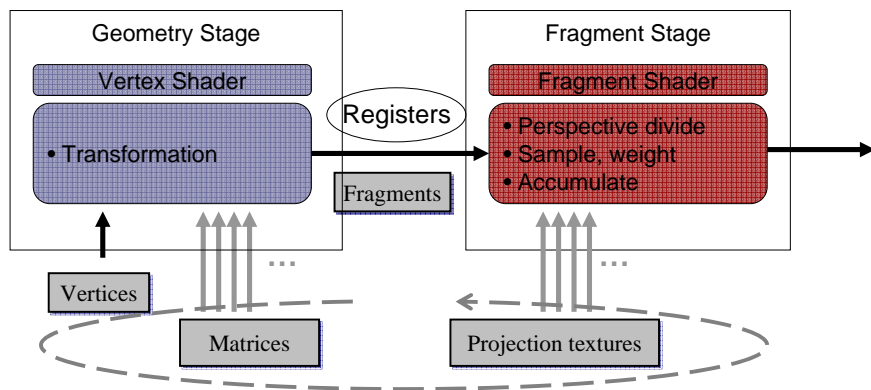 Geometry Stage
Fragment Stage
Vertex Shader
Fragment Shader
Registers
• Transformation
• Perspective divide
• Sample, weight
• Accumulate
Fragments
...
...
Vertices
Matrices
Projection textures